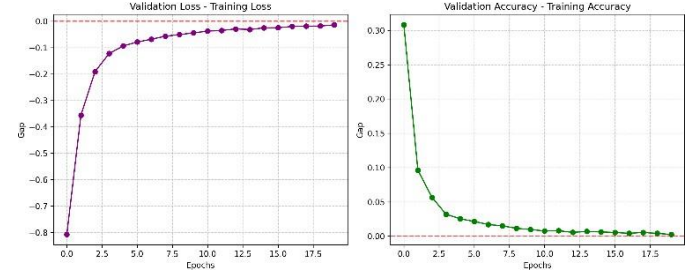 Validation Loss - Training Loss
0.0
−0.1
−0.2
−0.3
−0.4
−0.5
−0.6
−0.7
−0.8
Gap
0.0 2.5 5.0 7.5 10.0 12.5 15.0 17.5
Epochs
Validation Accuracy - Training Accuracy
0.30
0.25
0.20
0.15
0.10
0.05
0.00
Gap
0.0 2.5 5.0 7.5 10.0 12.5 15.0 17.5
Epochs